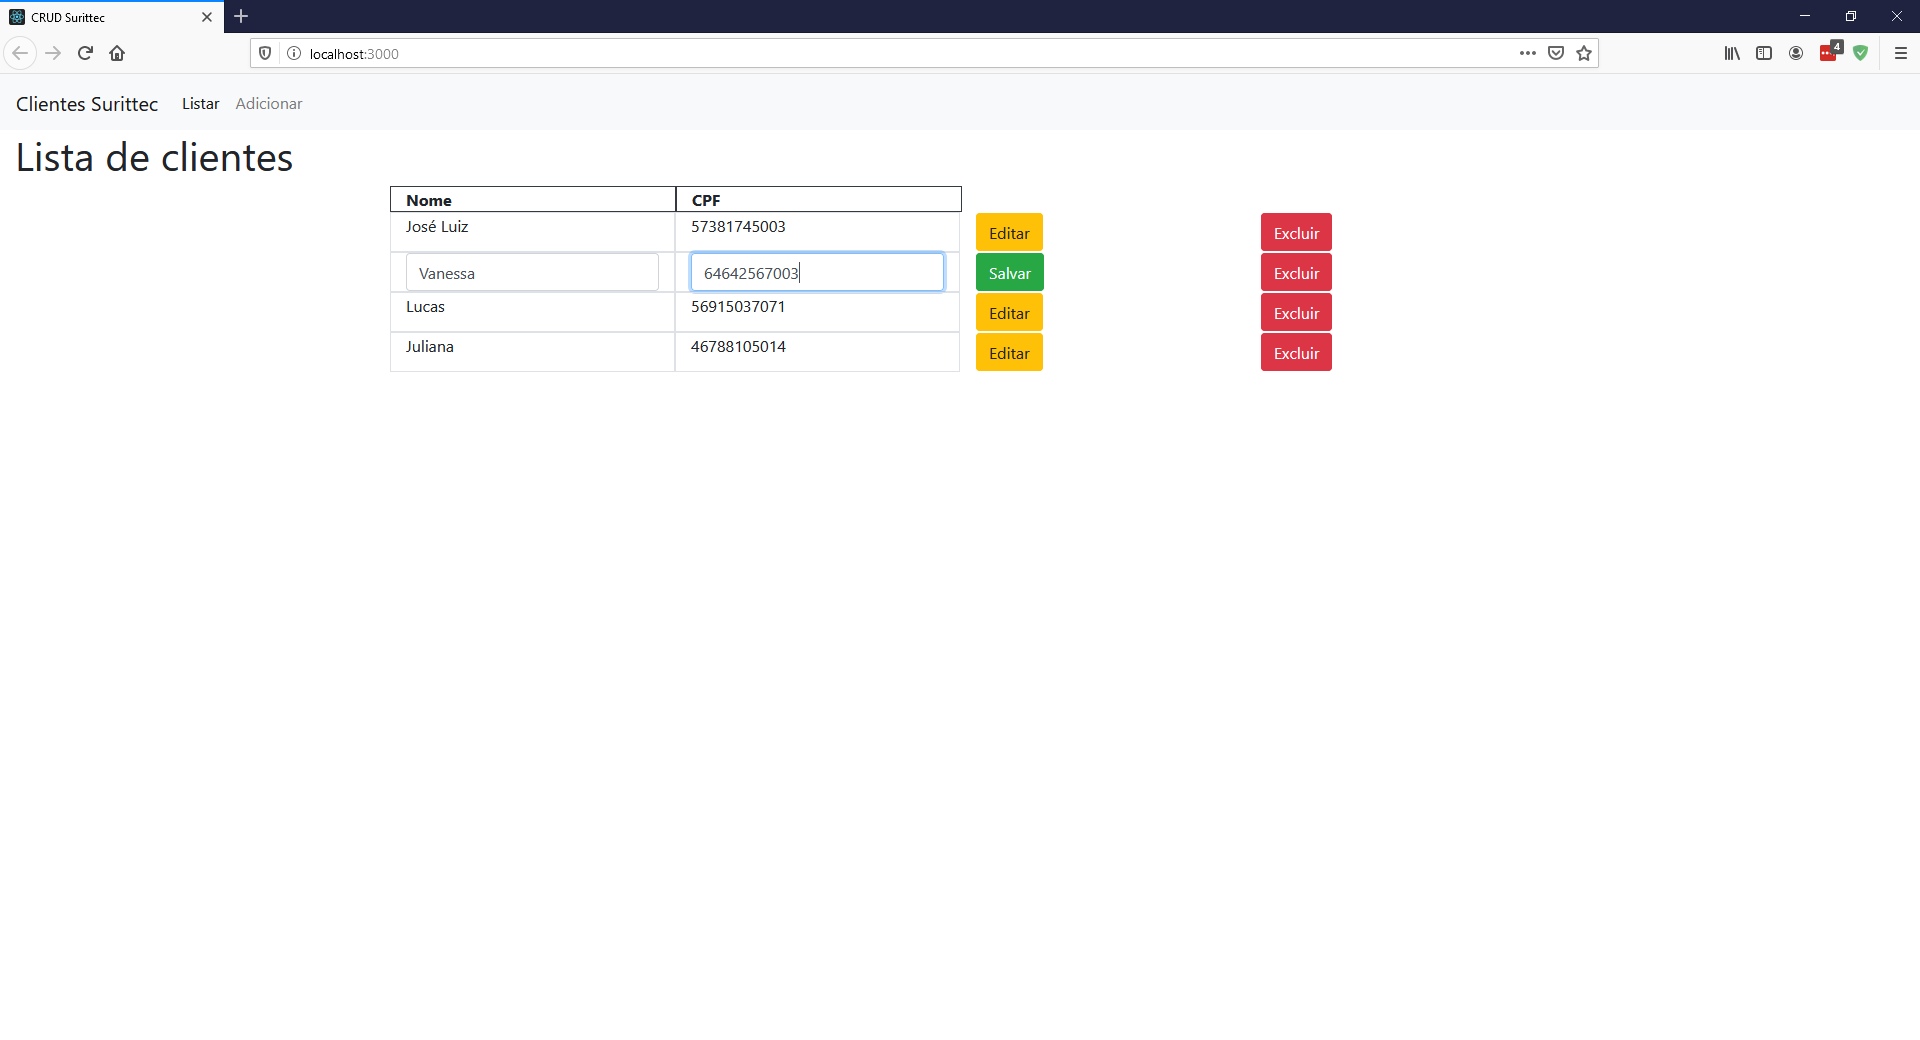 CRUD Surittec
localhost:3000
4
Clientes Surittec Listar Adicionar
Lista de clientes
Nome CPF
José Luiz 57381745003 Editar Excluir
Vanessa 64642567003 Salvar Excluir
Lucas 56915037071 Editar Excluir
Juliana 46788105014 Editar Excluir